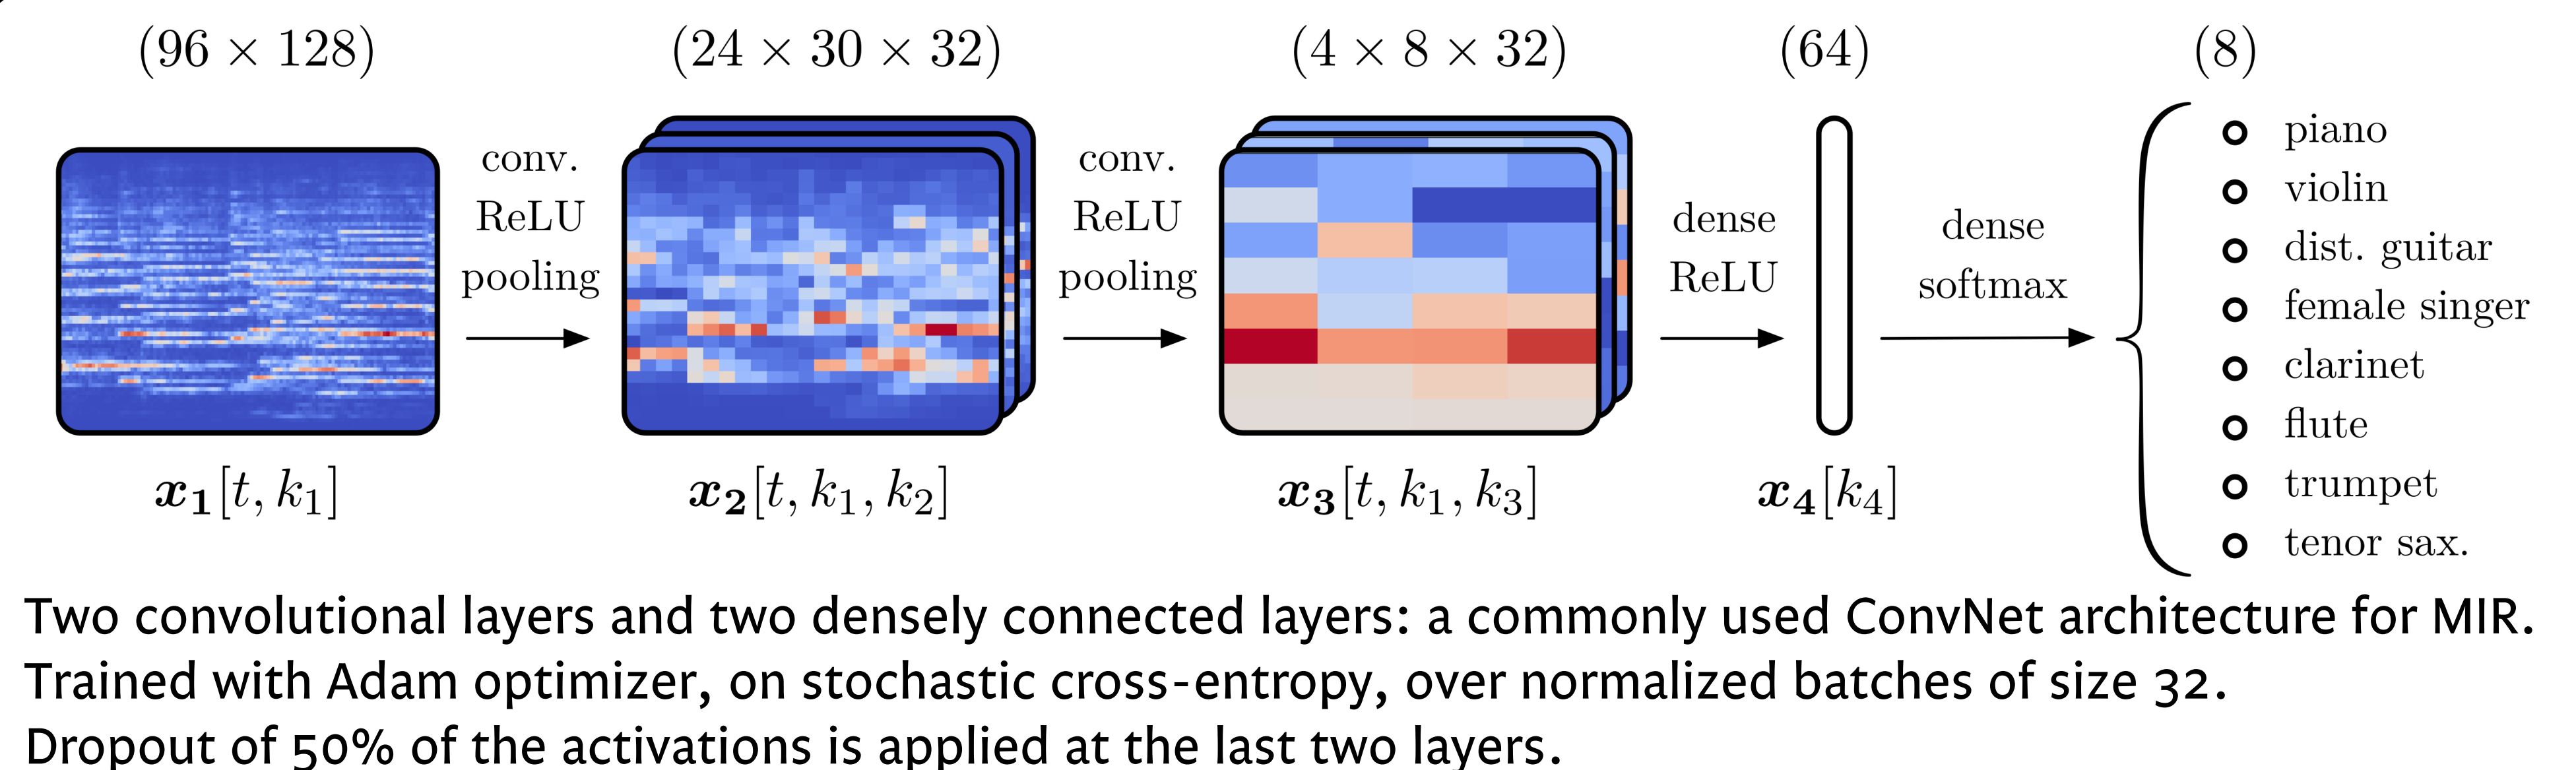 (96 × 128)
(24 × 30 × 32)
(4 × 8 × 32)
(64)
(8)
conv.
ReLU
pooling
conv.
ReLU
pooling
dense
ReLU
dense
softmax
piano
violin
dist. guitar
female singer
clarinet
flute
trumpet
tenor sax.
x₁[t, k₁]
x₂[t, k₁, k₂]
x₃[t, k₁, k₃]
x₄[k₄]
Two convolutional layers and two densely connected layers: a commonly used ConvNet architecture for MIR.
Trained with Adam optimizer, on stochastic cross-entropy, over normalized batches of size 32.
Dropout of 50% of the activations is applied at the last two layers.